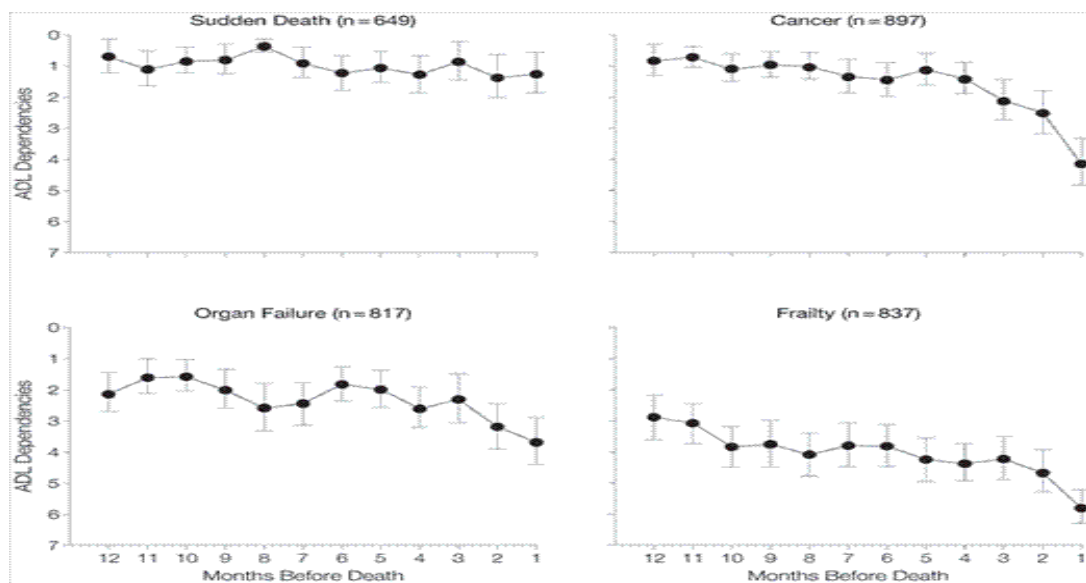 Sudden Death (n=649)
Cancer (n=897)
0
1
2
3
4
5
6
7
ADL Dependencies
Organ Failure (n=817)
Frailty (n=837)
0
1
2
3
4
5
6
7
ADL Dependencies
12 11 10 9 8 7 6 5 4 3 2 1
12 11 10 9 8 7 6 5 4 3 2 1
Months Before Death
Months Before Death